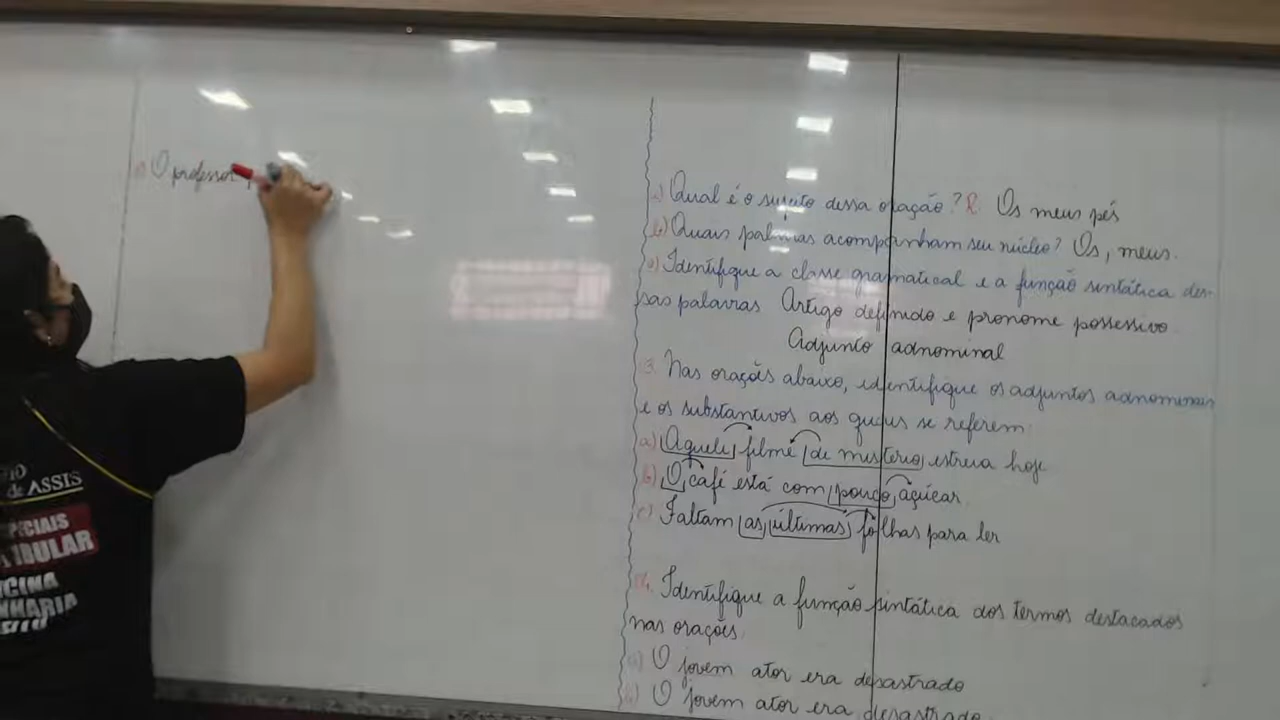 O professor
a) Qual é o sujeito dessa oração? R Os meus pés
b) Quais palavras acompanham seu núcleo? Os, meus.
c) Identifique a classe gramatical e a função sintática des-
sas palavras Artigo definido e pronome possessivo
Adjunto adnominal
3. Nas orações abaixo, identifique os adjuntos adnominais
e os substantivos aos quais se referem
a) Aquele filme de mistério estreia hoje
b) O café está com pouco açúcar.
c) Faltam as últimas folhas para ler
4. Identifique a função sintática dos termos destacados
nas orações.
a) O jovem ator era desastrado
b) O jovem ator era desastrado.
de ASSIS